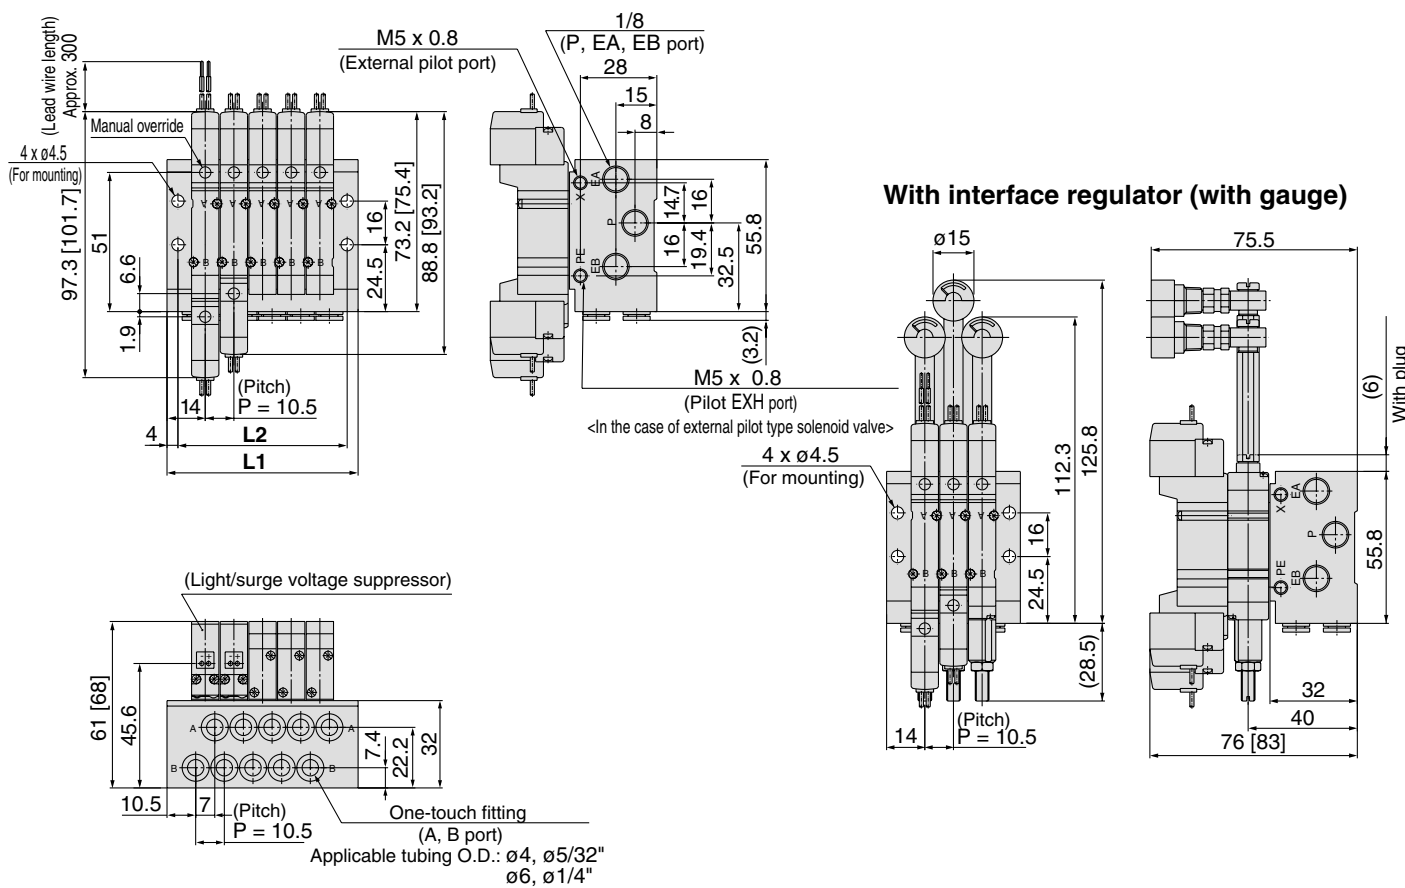 (Lead wire length)
Approx. 300
Manual override
4 x ø4.5
(For mounting)
97.3 [101.7]
51
6.6
1.9
16
24.5
73.2 [75.4]
88.8 [93.2]
(Pitch)
14
P = 10.5
4
L2
L1
M5 x 0.8
(External pilot port)
1/8
(P, EA, EB port)
28
15
8
EA
X
P
PE
EB
14.7
16
16
19.4
32.5
55.8
(3.2)
M5 x 0.8
(Pilot EXH port)
<In the case of external pilot type solenoid valve>
A A A A A
B B B B B
With interface regulator (with gauge)
ø15
75.5
(6)
With plug
4 x ø4.5
(For mounting)
112.3
125.8
16
24.5
(28.5)
A A A
B B B
14
(Pitch)
P = 10.5
EA
X
P
PE
EB
55.8
32
40
76 [83]
(Light/surge voltage suppressor)
61 [68]
45.6
A A
B B
7.4
22.2
32
10.5
7
(Pitch)
P = 10.5
One-touch fitting
(A, B port)
Applicable tubing O.D.: ø4, ø5/32"
ø6, ø1/4"